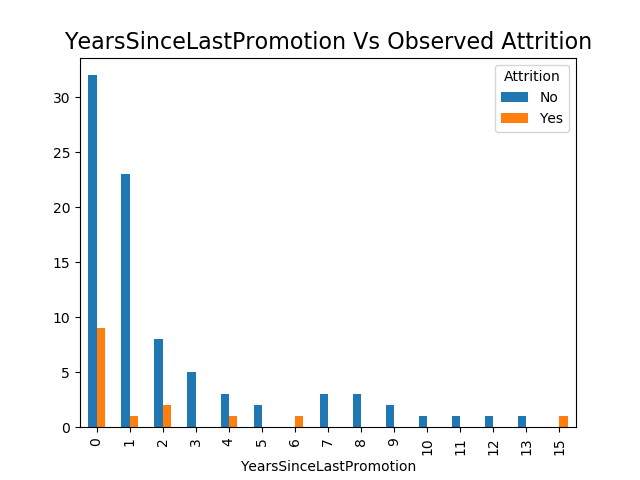 YearsSinceLastPromotion Vs Observed Attrition
Attrition
No
Yes
30
25
20
15
10
5
0
0 1 2 3 4 5 6 7 8 9 10 11 12 13 15
YearsSinceLastPromotion